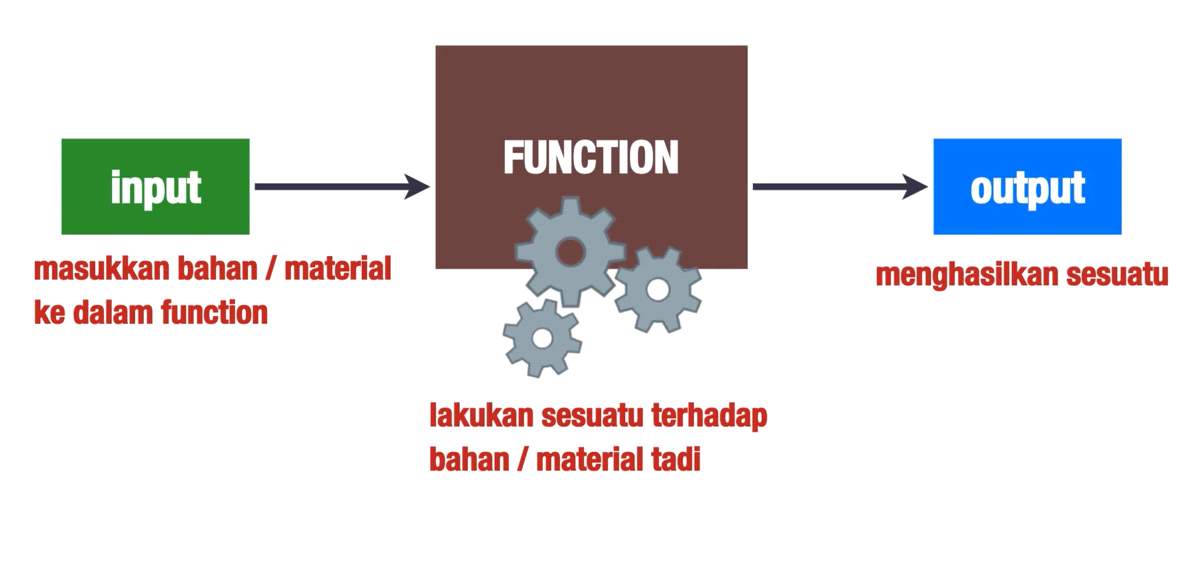 FUNCTION
input
output
masukkan bahan / material
ke dalam function
menghasilkan sesuatu
lakukan sesuatu terhadap
bahan / material tadi